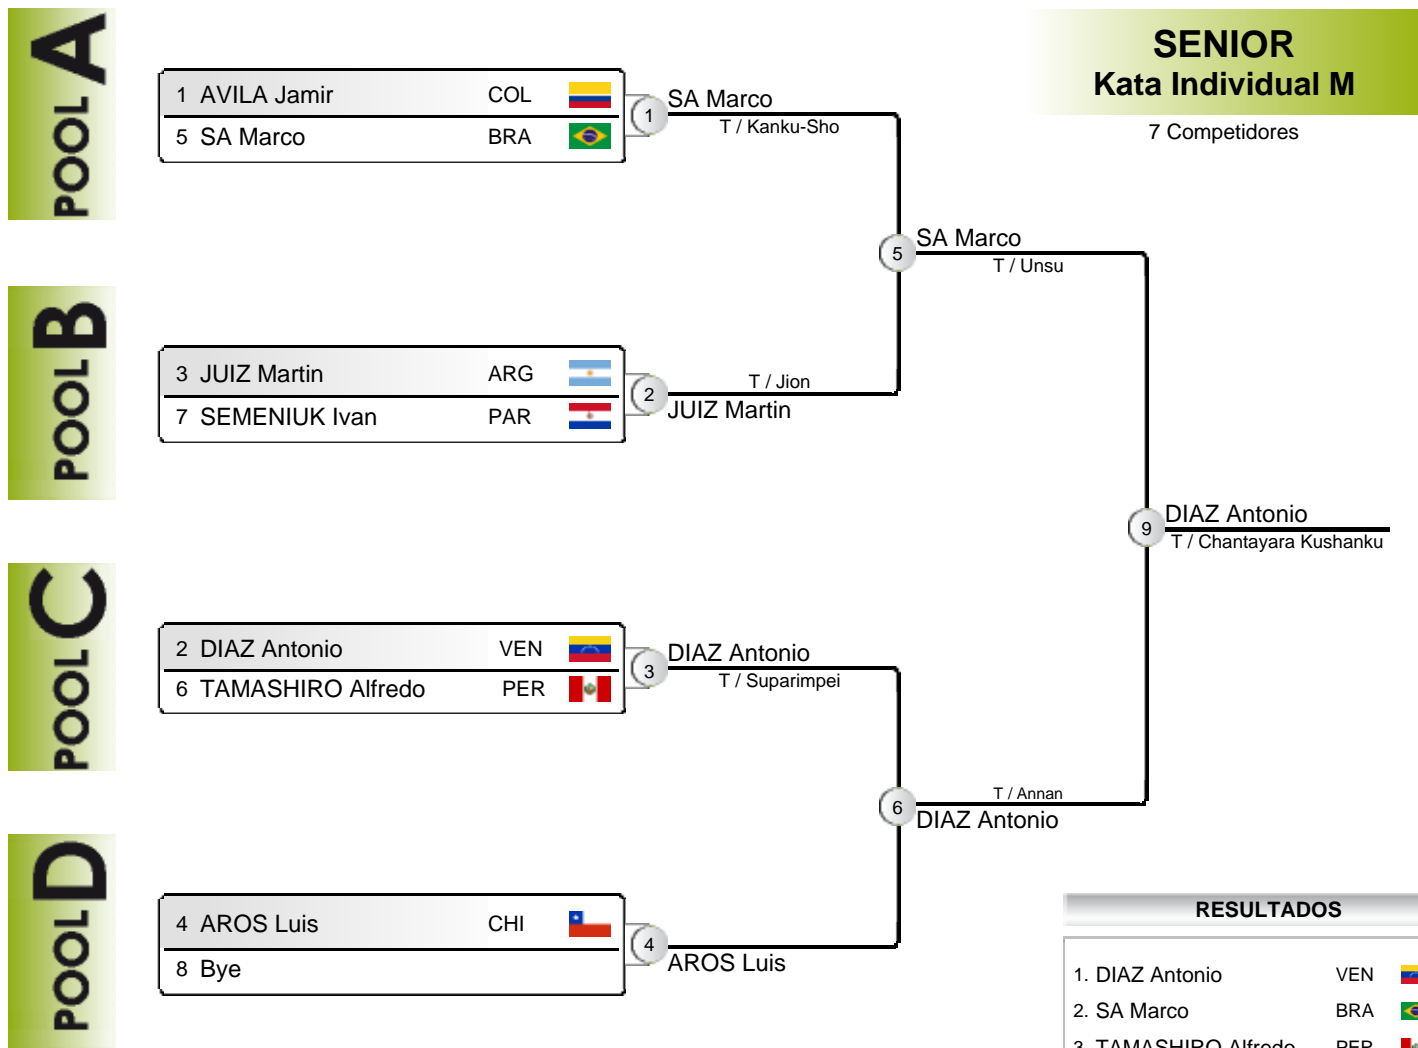 SENIOR
Kata Individual M
7 Competidores
POOL A
1 AVILA Jamir COL
5 SA Marco BRA
1
SA Marco
T / Kanku-Sho
5
SA Marco
T / Unsu
POOL B
3 JUIZ Martin ARG
7 SEMENIUK Ivan PAR
2
T / Jion
JUIZ Martin
9
DIAZ Antonio
T / Chantayara Kushanku
POOL C
2 DIAZ Antonio VEN
6 TAMASHIRO Alfredo PER
3
DIAZ Antonio
T / Suparimpei
6
T / Annan
DIAZ Antonio
POOL D
4 AROS Luis CHI
8 Bye
4
AROS Luis
RESULTADOS
1. DIAZ Antonio VEN
2. SA Marco BRA
3. TAMASHIRO Alfredo PER